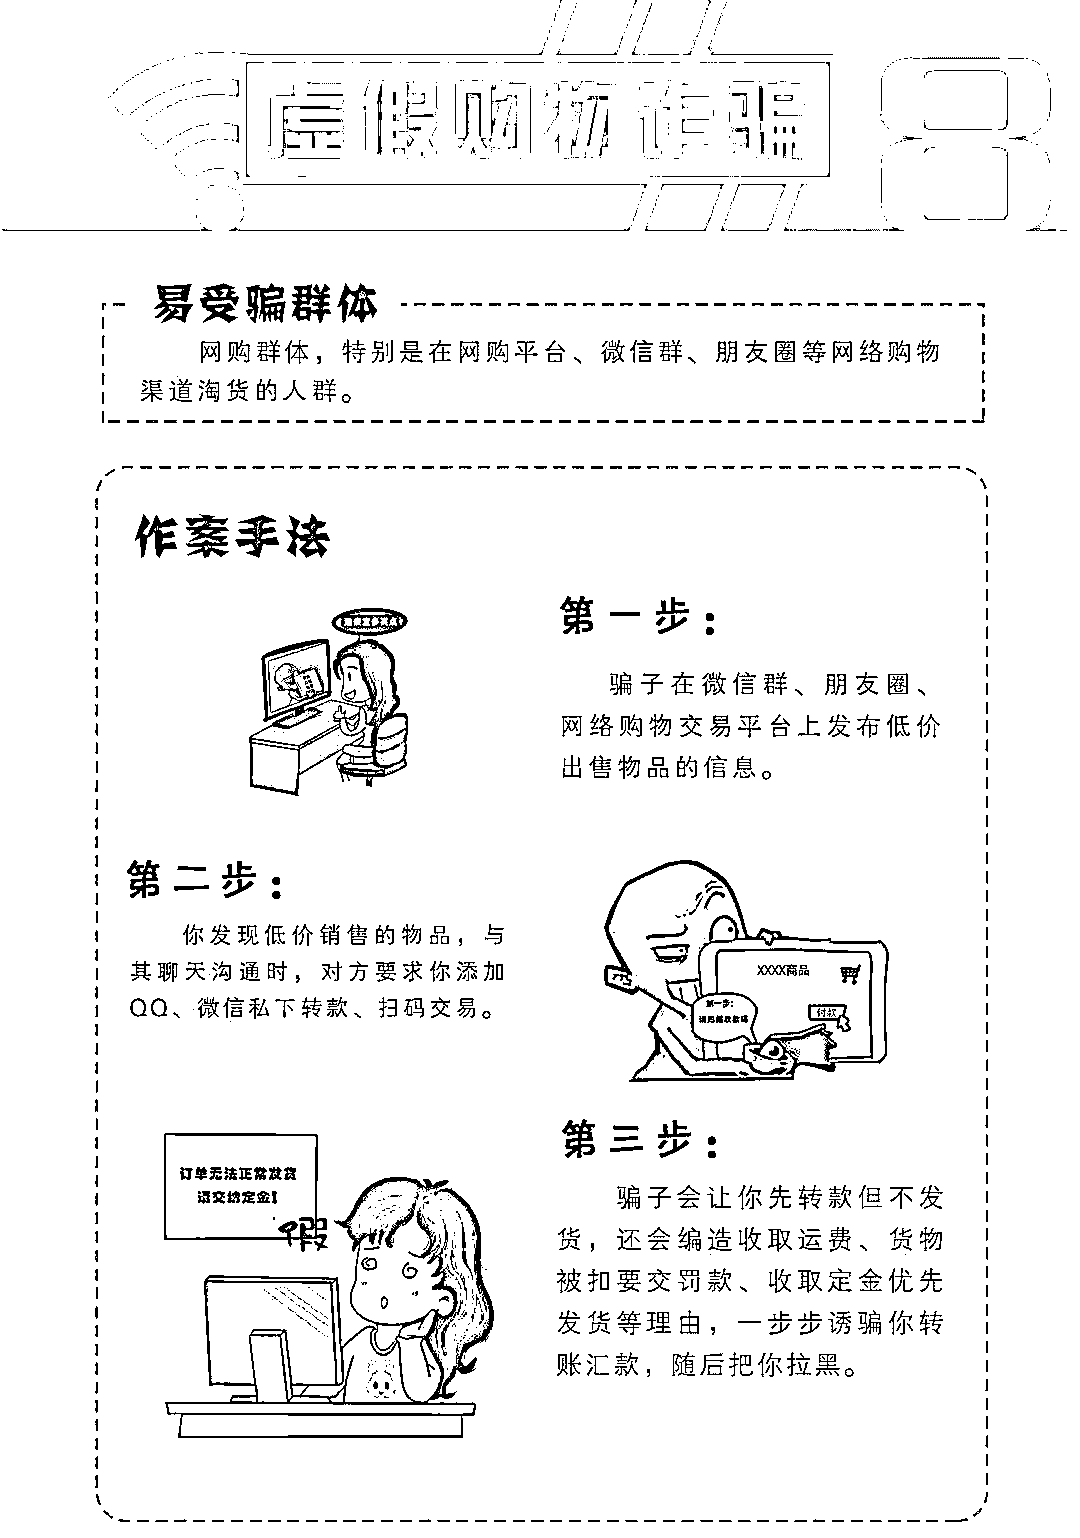 虚假购物诈骗
8
易受骗群体
网购群体，特别是在网购平台、微信群、朋友圈等网络购物
渠道淘货的人群。
作案手法
第一步：
骗子在微信群、朋友圈、
网络购物交易平台上发布低价
出售物品的信息。
第二步：
你发现低价销售的物品，与
其聊天沟通时，对方要求你添加
QQ、微信私下转款、扫码交易。
XXXX商品
付款
第一步：
订单无法正常发货
请交纳定金！
假
第三步：
骗子会让你先转款但不发
货，还会编造收取运费、货物
被扣要交罚款、收取定金优先
发货等理由，一步步诱骗你转
账汇款，随后把你拉黑。